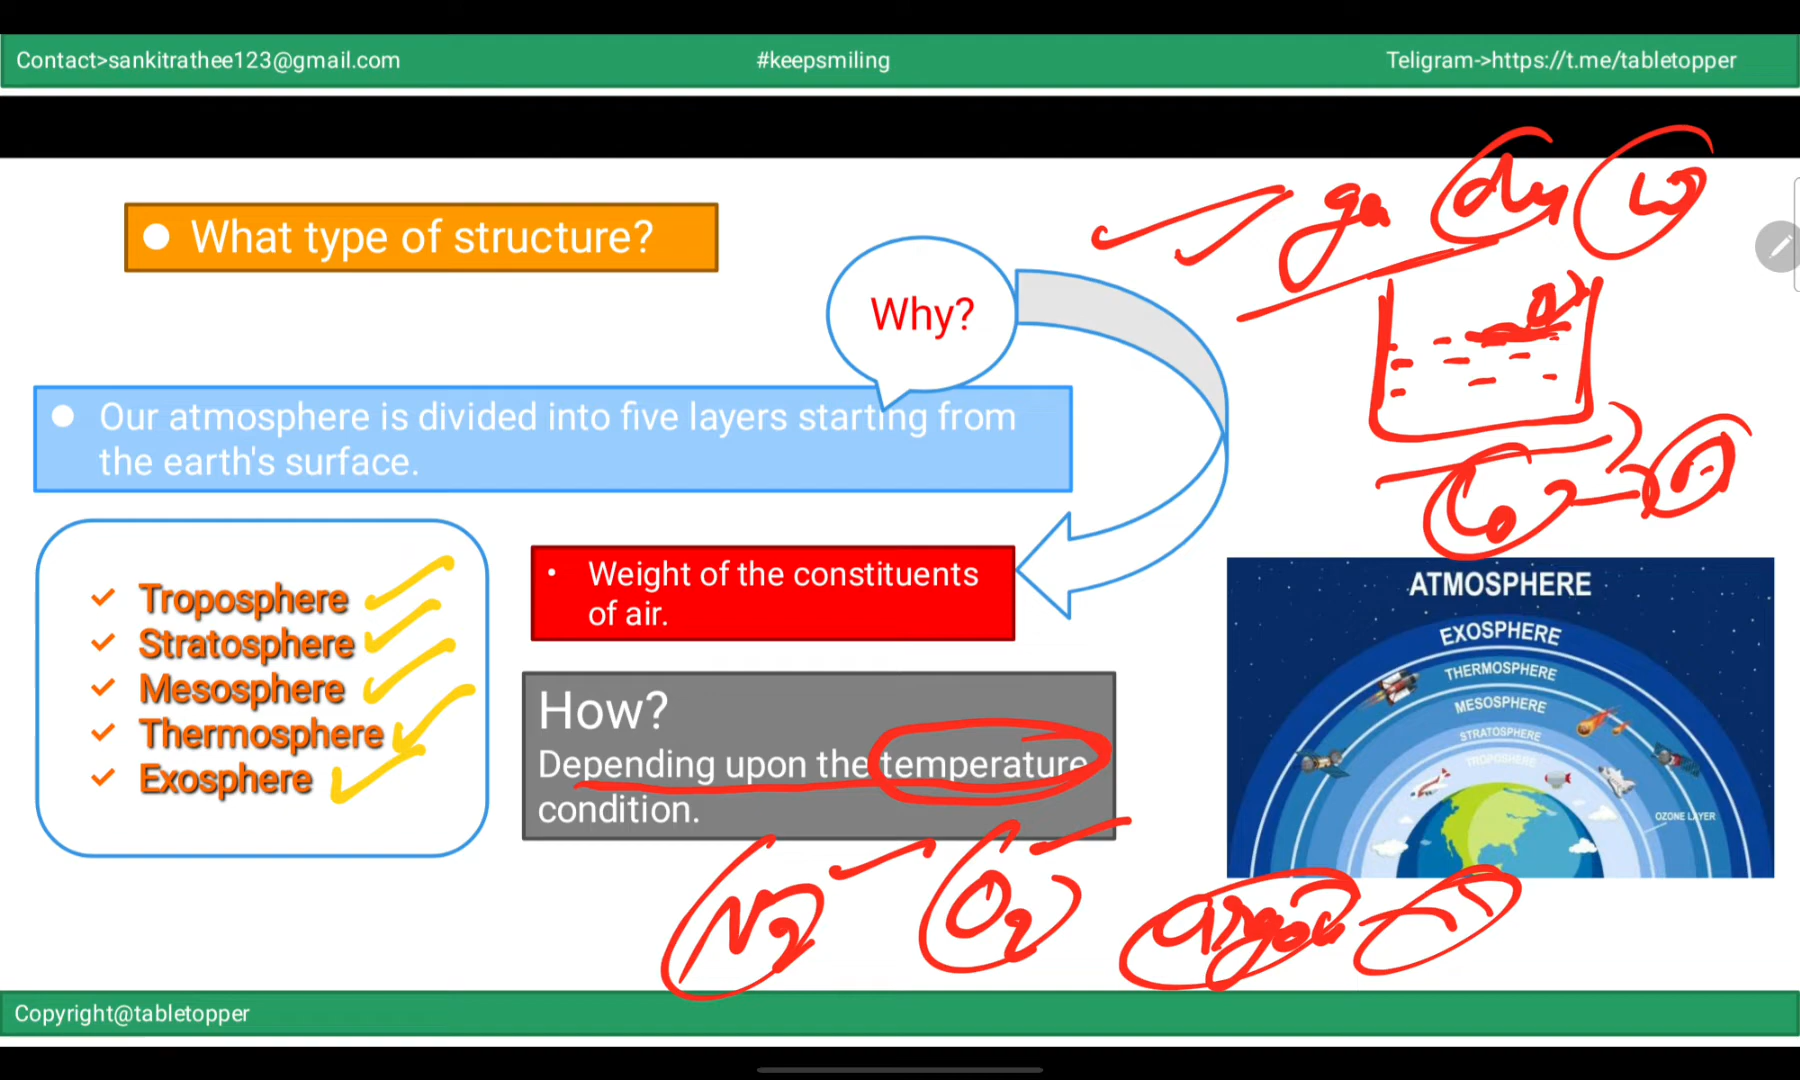 Contact>sankitrathee123@gmail.com
#keepsmiling
Teligram->https://t.me/tabletopper
What type of structure?
Why?
Our atmosphere is divided into five layers starting from
the earth's surface.
Troposphere
Stratosphere
Mesosphere
Thermosphere
Exosphere
• Weight of the constituents
of air.
How?
Depending upon the temperature
condition.
N2
O2
ATMOSPHERE
EXOSPHERE
THERMOSPHERE
MESOSPHERE
STRATOSPHERE
TROPOSPHERE
OZONE LAYER
Copyright@tabletopper